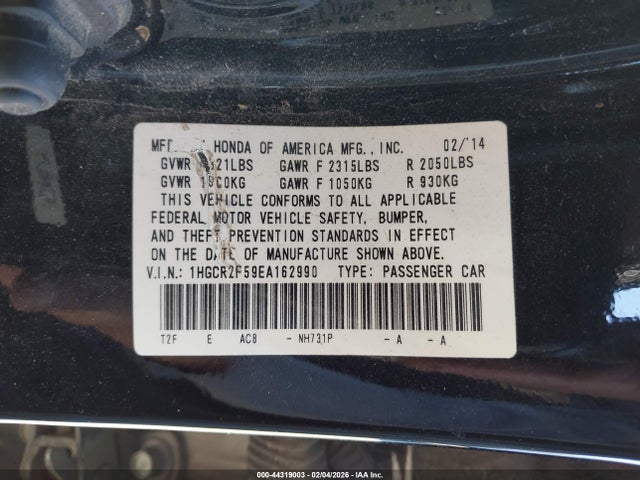 HONDA OF AMERICA MFG., INC. 02/'14
GVWR GAWR F 2315LBS R 2050LBS
GVWR GAWR F 1050KG R 930KG
THIS VEHICLE CONFORMS TO ALL APPLICABLE
FEDERAL MOTOR VEHICLE SAFETY, BUMPER,
AND THEFT PREVENTION STANDARDS IN EFFECT
ON THE DATE OF MANUFACTURE SHOWN ABOVE.
V.I.N.: 1HGCR2F59EA162990 TYPE: PASSENGER CAR
T2F E AC8 - NH731P - A - A
000-44319003 - 02/04/2026 - IAA Inc.